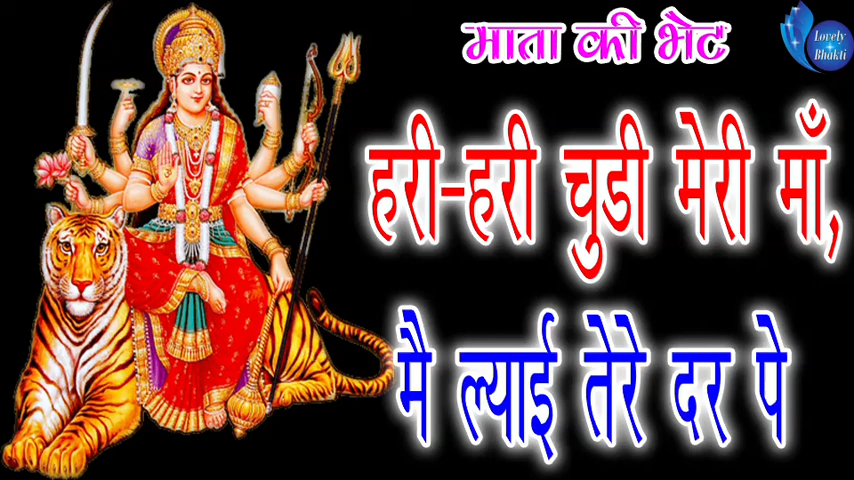 माता की भेट
Lovely
Bhakti
हरी-हरी चुडी मेरी माँ,
मै ल्याई तेरे दर पे